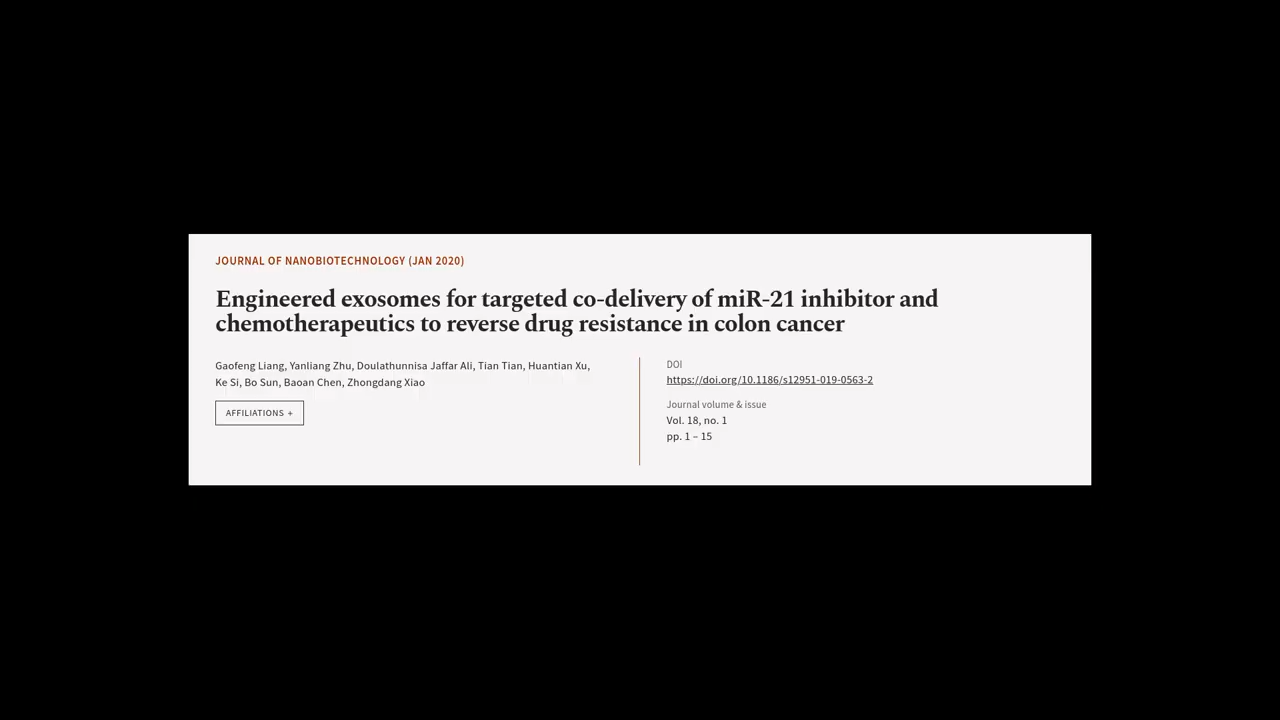 JOURNAL OF NANOBIOTECHNOLOGY (JAN 2020)
Engineered exosomes for targeted co-delivery of miR-21 inhibitor and
chemotherapeutics to reverse drug resistance in colon cancer
Gaofeng Liang, Yanliang Zhu, Doulathunnisa Jaffar Ali, Tian Tian, Huantian Xu,
Ke Si, Bo Sun, Baoan Chen, Zhongdang Xiao
AFFILIATIONS +
DOI
https://doi.org/10.1186/s12951-019-0563-2
Journal volume & issue
Vol. 18, no. 1
pp. 1 – 15